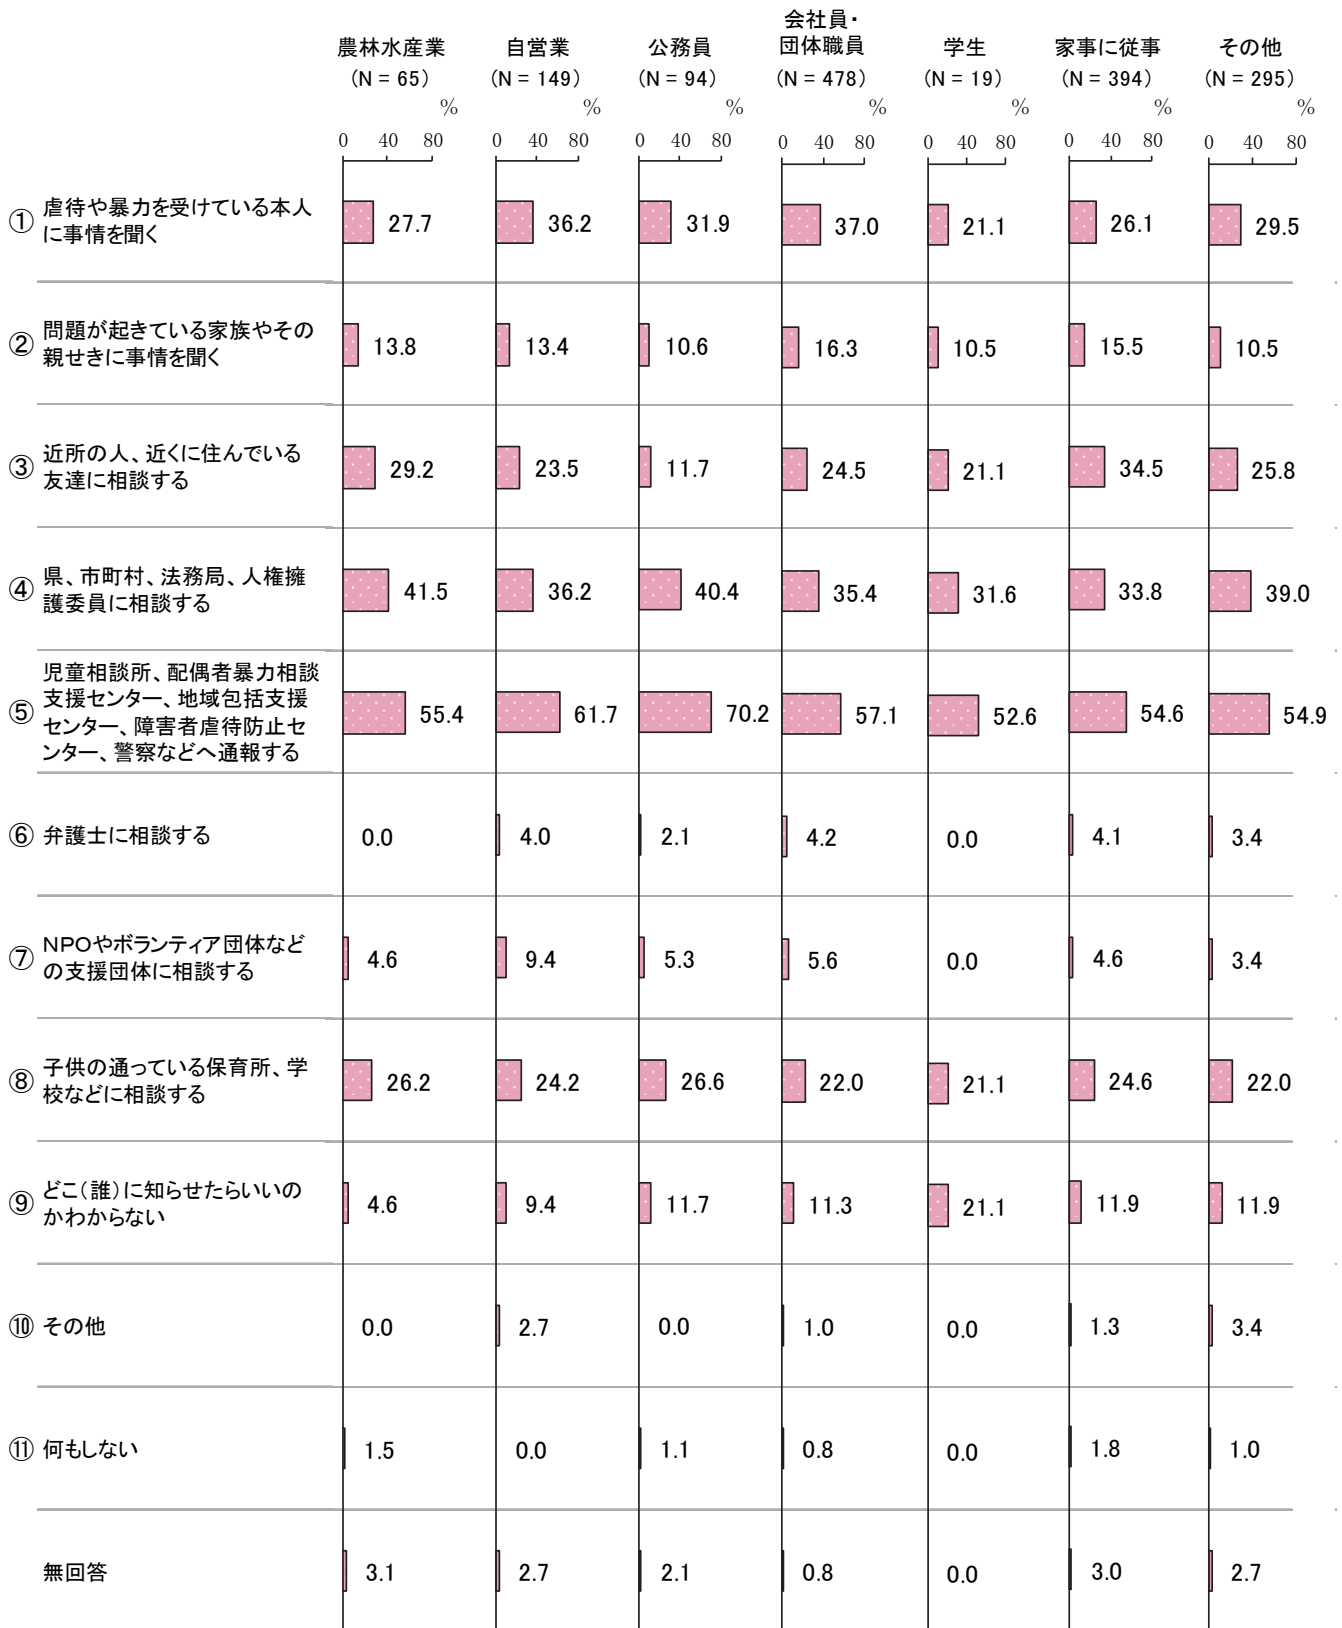 農林水産業 自営業 公務員 会社員・ 団体職員 学生 家事に従事 その他
（N = 65） （N = 149） （N = 94） （N = 478） （N = 19） （N = 394） （N = 295）
% % % % % % %
0 40 80 0 40 80 0 40 80 0 40 80 0 40 80 0 40 80 0 40 80
① 虐待や暴力を受けている本人
に事情を聞く
27.7 36.2 31.9 37.0 21.1 26.1 29.5
② 問題が起きている家族やその
親せきに事情を聞く
13.8 13.4 10.6 16.3 10.5 15.5 10.5
③ 近所の人、近くに住んでいる
友達に相談する
29.2 23.5 11.7 24.5 21.1 34.5 25.8
④ 県、市町村、法務局、人権擁
護委員に相談する
41.5 36.2 40.4 35.4 31.6 33.8 39.0
児童相談所、配偶者暴力相談
⑤ 支援センター、地域包括支援
センター、障害者虐待防止セ
ンター、警察などへ通報する
55.4 61.7 70.2 57.1 52.6 54.6 54.9
⑥ 弁護士に相談する
0.0 4.0 2.1 4.2 0.0 4.1 3.4
⑦ NPOやボランティア団体など
の支援団体に相談する
4.6 9.4 5.3 5.6 0.0 4.6 3.4
⑧ 子供の通っている保育所、学
校などに相談する
26.2 24.2 26.6 22.0 21.1 24.6 22.0
⑨ どこ（誰）に知らせたらいいの
かわからない
4.6 9.4 11.7 11.3 21.1 11.9 11.9
⑩ その他
0.0 2.7 0.0 1.0 0.0 1.3 3.4
⑪ 何もしない
1.5 0.0 1.1 0.8 0.0 1.8 1.0
無回答
3.1 2.7 2.1 0.8 0.0 3.0 2.7